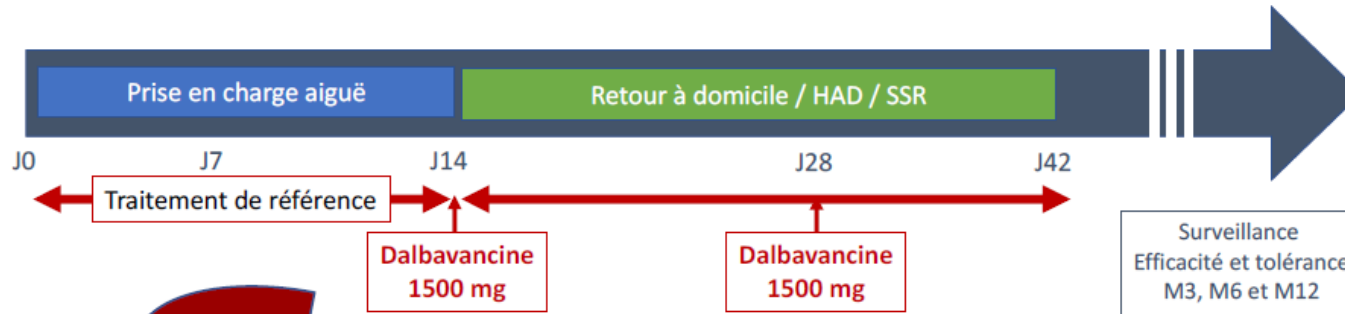 Prise en charge aiguë
Retour à domicile / HAD / SSR
J0
J7
J14
J28
J42
Traitement de référence
Dalbavancine
1500 mg
Dalbavancine
1500 mg
Surveillance
Efficacité et tolérance
M3, M6 et M12